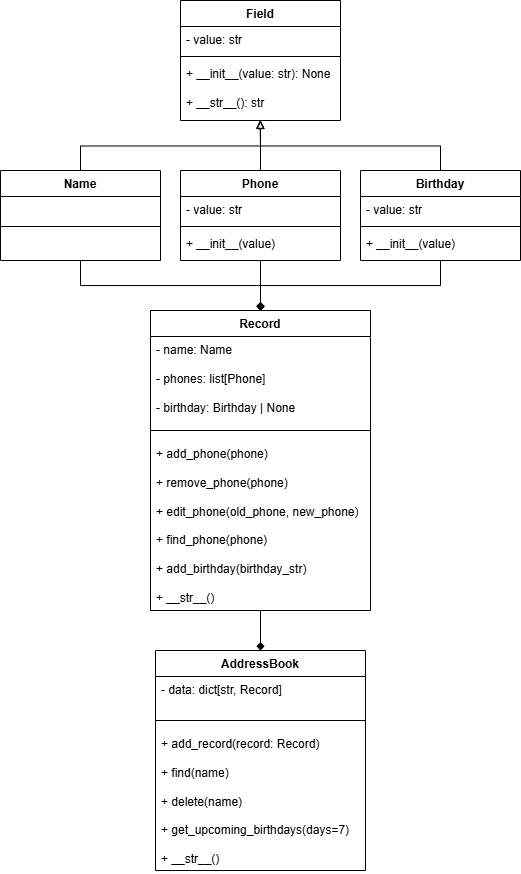 Field
- value: str
+ __init__(value: str): None
+ __str__(): str
Name
Phone
- value: str
+ __init__(value)
Birthday
- value: str
+ __init__(value)
Record
- name: Name
- phones: list[Phone]
- birthday: Birthday | None
+ add_phone(phone)
+ remove_phone(phone)
+ edit_phone(old_phone, new_phone)
+ find_phone(phone)
+ add_birthday(birthday_str)
+ __str__()
AddressBook
- data: dict[str, Record]
+ add_record(record: Record)
+ find(name)
+ delete(name)
+ get_upcoming_birthdays(days=7)
+ __str__()